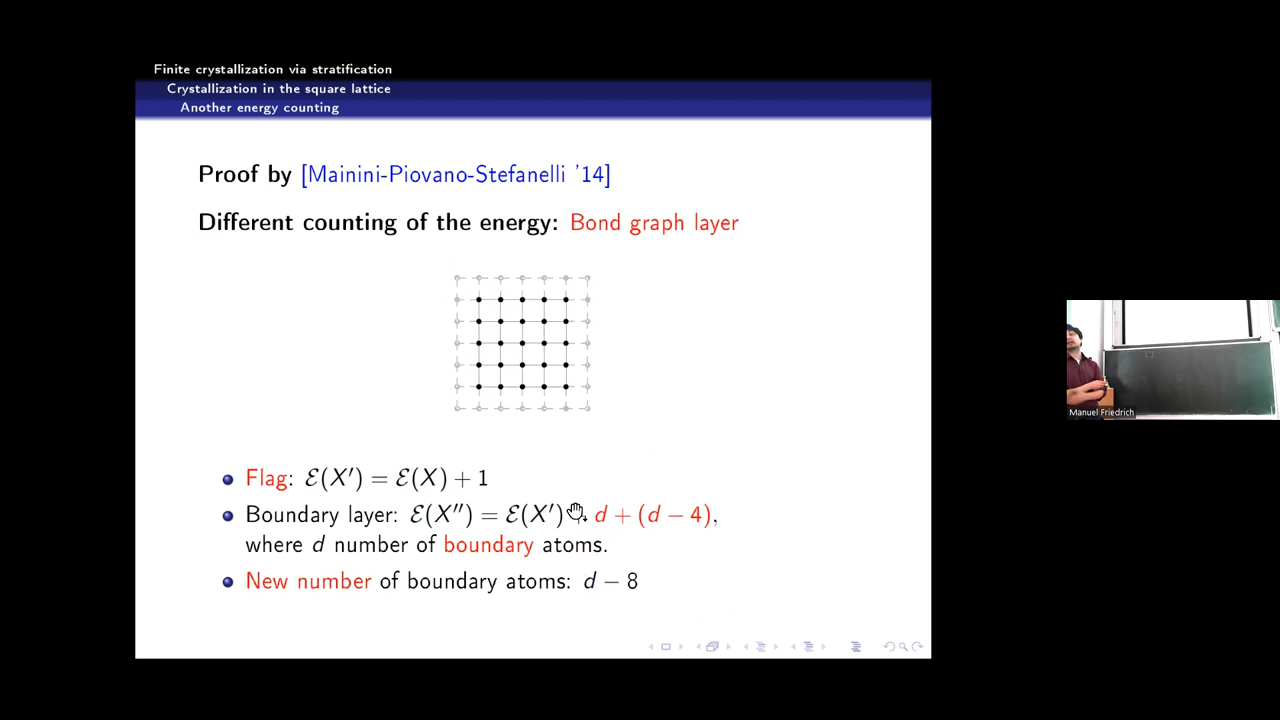 Finite crystallization via stratification
Crystallization in the square lattice
Another energy counting
Proof by [Mainini-Piovano-Stefanelli '14]
Different counting of the energy: Bond graph layer
Flag: ℰ(X′) = ℰ(X) + 1
Boundary layer: ℰ(X″) = ℰ(X′) + d + (d − 4),
where d number of boundary atoms.
New number of boundary atoms: d − 8
Manuel Friedrich